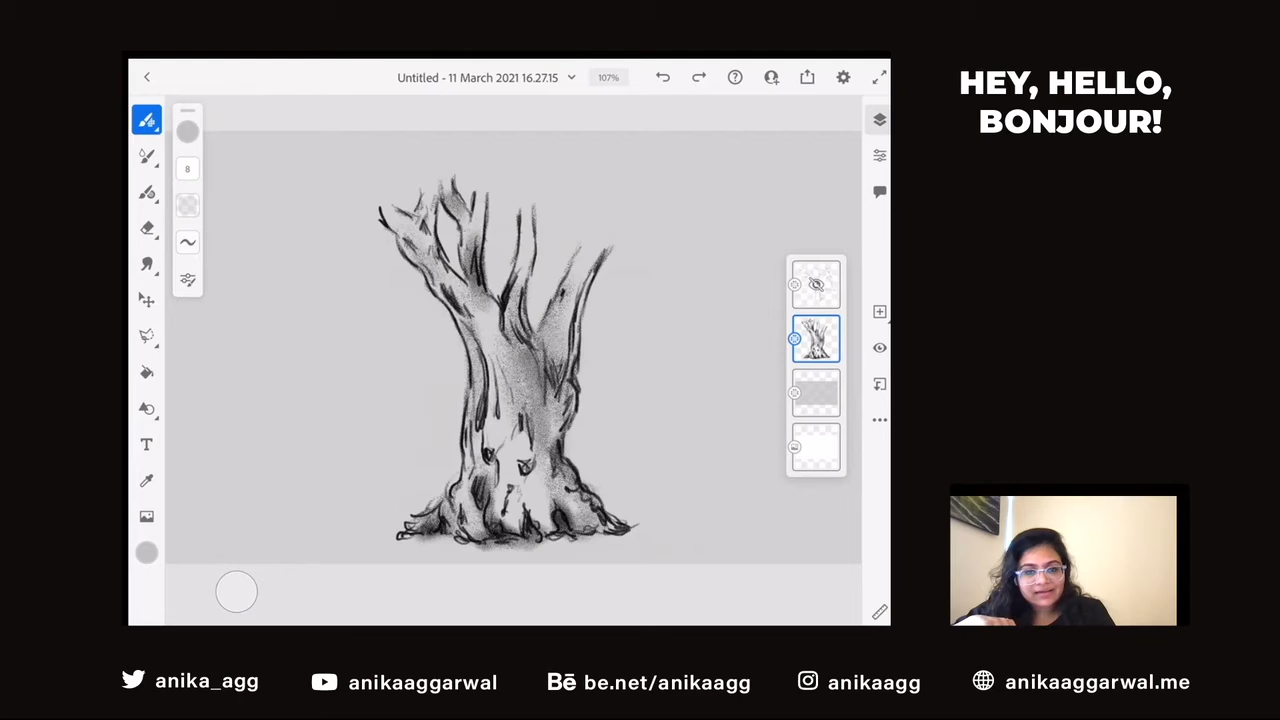 Untitled - 11 March 2021 16.27.15
107%
HEY, HELLO,
BONJOUR!
8
T
anika_agg
anikaaggarwal
Bē be.net/anikaagg
anikaagg
anikaaggarwal.me